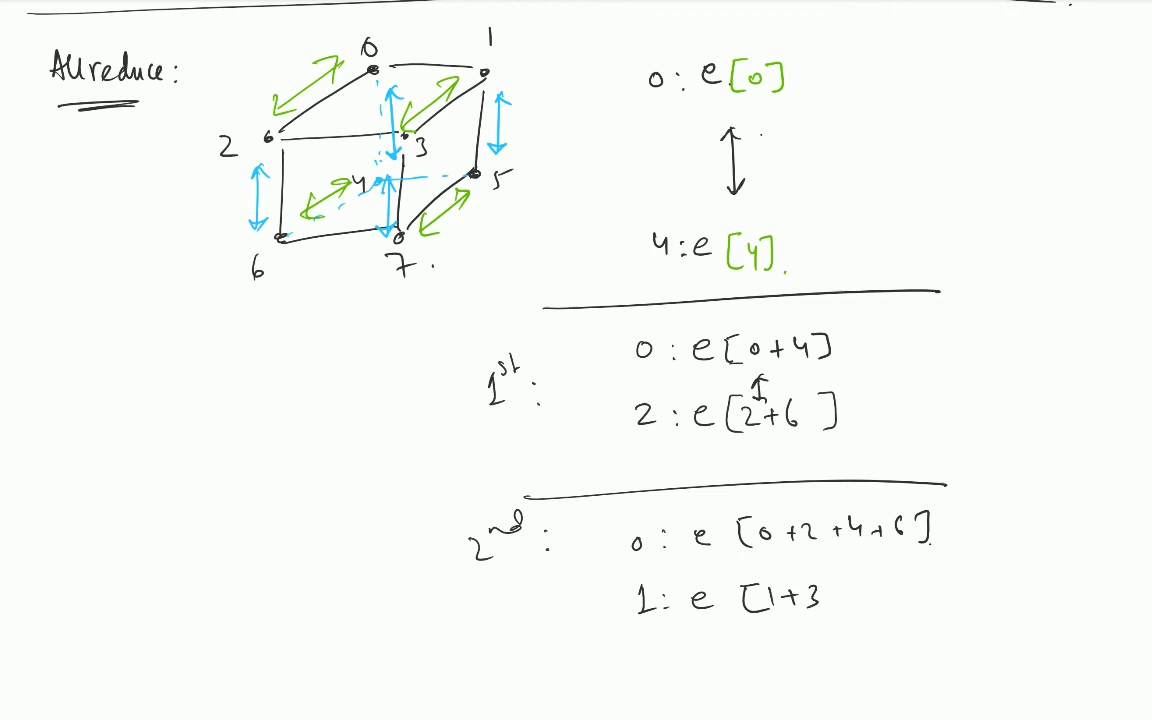 Allreduce:
0
1
2
3
4
5
6
7.
0: e[0]
4: e[4].
1st:
0: e[0+4]
2: e[2+6]
2nd:
0: e [0+2+4+6].
1: e [1+3